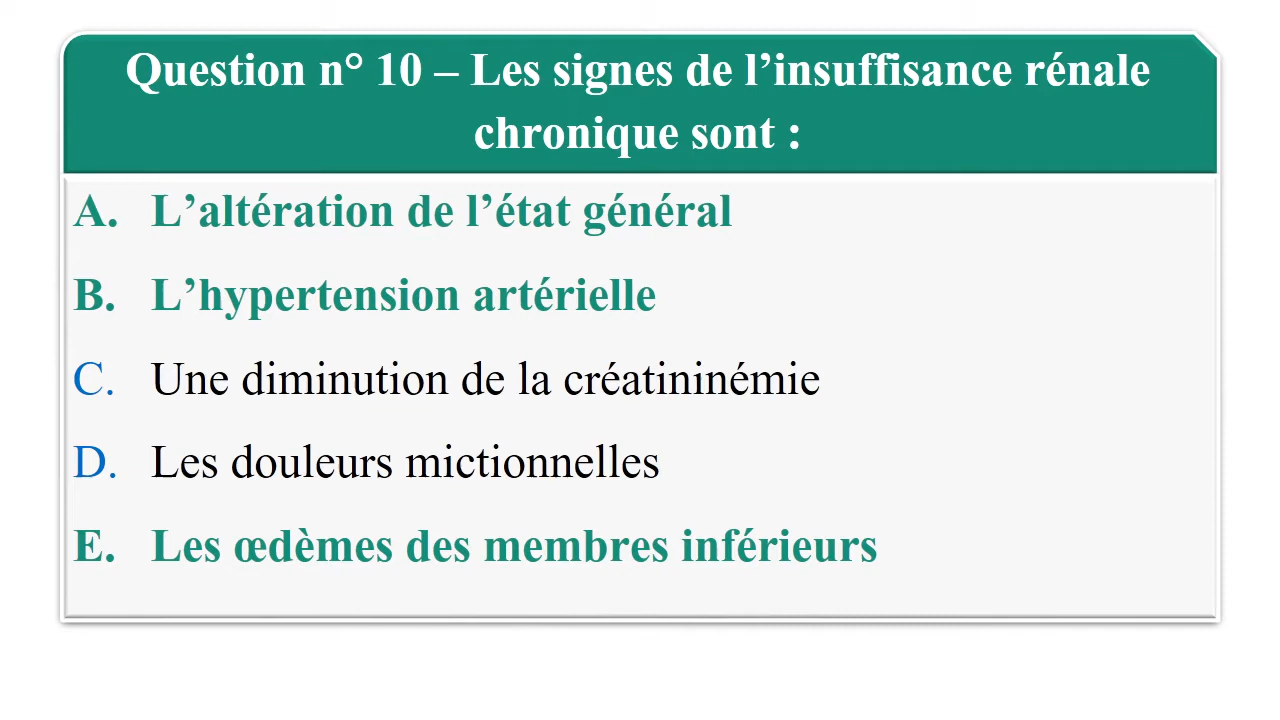 Question n° 10 – Les signes de l’insuffisance rénale
chronique sont :
A. L’altération de l’état général
B. L’hypertension artérielle
C. Une diminution de la créatininémie
D. Les douleurs mictionnelles
E. Les œdèmes des membres inférieurs